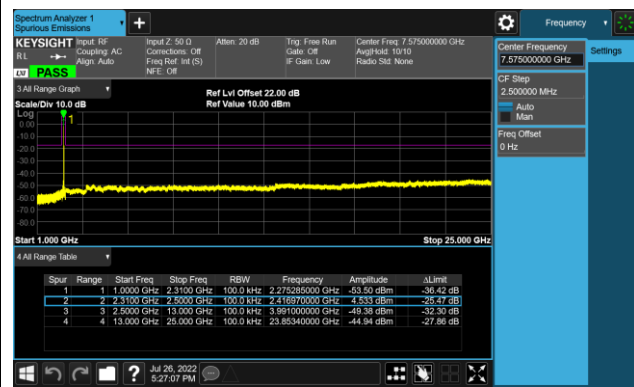 Spectrum Analyzer 1
Spurious Emissions
Frequency
KEYSIGHT
Input: RF
Coupling: AC
Align: Auto
Input Z: 50 Ω
Corrections: Off
Freq Ref: Int (S)
NFE: Off
Atten: 20 dB
Trig: Free Run
Gate: Off
IF Gain: Low
Center Freq: 7.575000000 GHz
Avg|Hold: 10/10
Radio Std: None
R L
LXI PASS
3 All Range Graph
Scale/Div 10.0 dB
Ref Lvl Offset 22.00 dB
Ref Value 10.00 dBm
Log
1
0.00
-10.0
-20.0
-30.0
-40.0
-50.0
-60.0
-70.0
-80.0
Start 1.000 GHz
Stop 25.000 GHz
4 All Range Table
Spur Range Start Freq Stop Freq RBW Frequency Amplitude ΔLimit
1 1 1.0000 GHz 2.3100 GHz 100.0 kHz 2.275285000 GHz -53.50 dBm -36.42 dB
2 2 2.3100 GHz 2.5000 GHz 100.0 kHz 2.416970000 GHz 4.533 dBm -25.47 dB
3 3 2.5000 GHz 13.000 GHz 100.0 kHz 3.991000000 GHz -49.38 dBm -32.30 dB
4 4 13.000 GHz 25.000 GHz 100.0 kHz 23.85340000 GHz -44.94 dBm -27.86 dB
Center Frequency
7.575000000 GHz
Settings
CF Step
2.500000 MHz
Auto
Man
Freq Offset
0 Hz
?
Jul 26, 2022
5:27:07 PM